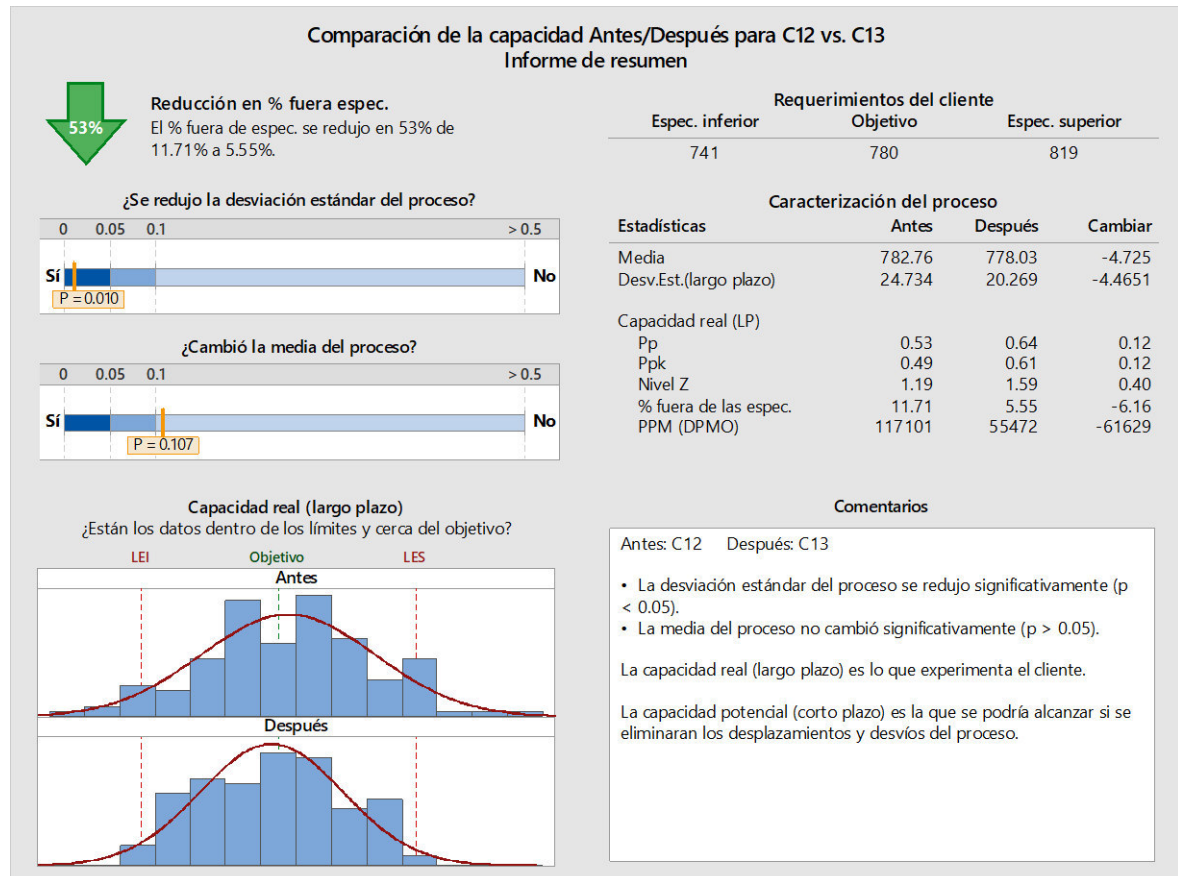 Comparación de la capacidad Antes/Después para C12 vs. C13
Informe de resumen
53%
Reducción en % fuera espec.
El % fuera de espec. se redujo en 53% de
11.71% a 5.55%.
¿Se redujo la desviación estándar del proceso?
0 0.05 0.1 > 0.5
Sí No
P = 0.010
¿Cambió la media del proceso?
0 0.05 0.1 > 0.5
Sí No
P = 0.107
Requerimientos del cliente
Espec. inferior Objetivo Espec. superior
741 780 819
Caracterización del proceso
Estadísticas Antes Después Cambiar
Media 782.76 778.03 -4.725
Desv.Est.(largo plazo) 24.734 20.269 -4.4651
Capacidad real (LP)
Pp 0.53 0.64 0.12
Ppk 0.49 0.61 0.12
Nivel Z 1.19 1.59 0.40
% fuera de las espec. 11.71 5.55 -6.16
PPM (DPMO) 117101 55472 -61629
Capacidad real (largo plazo)
¿Están los datos dentro de los límites y cerca del objetivo?
LEI Objetivo LES
Antes
Después
Comentarios
Antes: C12 Después: C13
• La desviación estándar del proceso se redujo significativamente (p
< 0.05).
• La media del proceso no cambió significativamente (p > 0.05).
La capacidad real (largo plazo) es lo que experimenta el cliente.
La capacidad potencial (corto plazo) es la que se podría alcanzar si se
eliminaran los desplazamientos y desvíos del proceso.